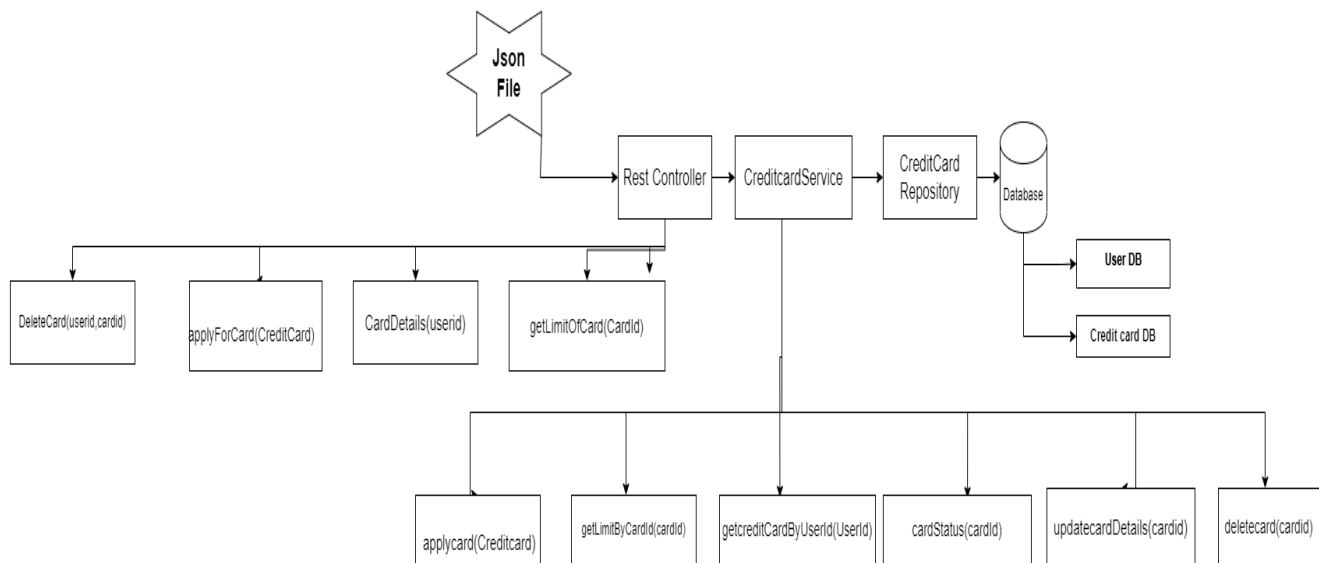 Json
File
Rest Controller
CreditcardService
CreditCard
Repository
Database
User DB
Credit card DB
DeleteCard(userid,cardid)
applyForCard(CreditCard)
CardDetails(userid)
getLimitOfCard(CardId)
applycard(Creditcard)
getLimitByCardId(cardId)
getcreditCardByUserId(UserId)
cardStatus(cardId)
updatecardDetails(cardid)
deletecard(cardid)